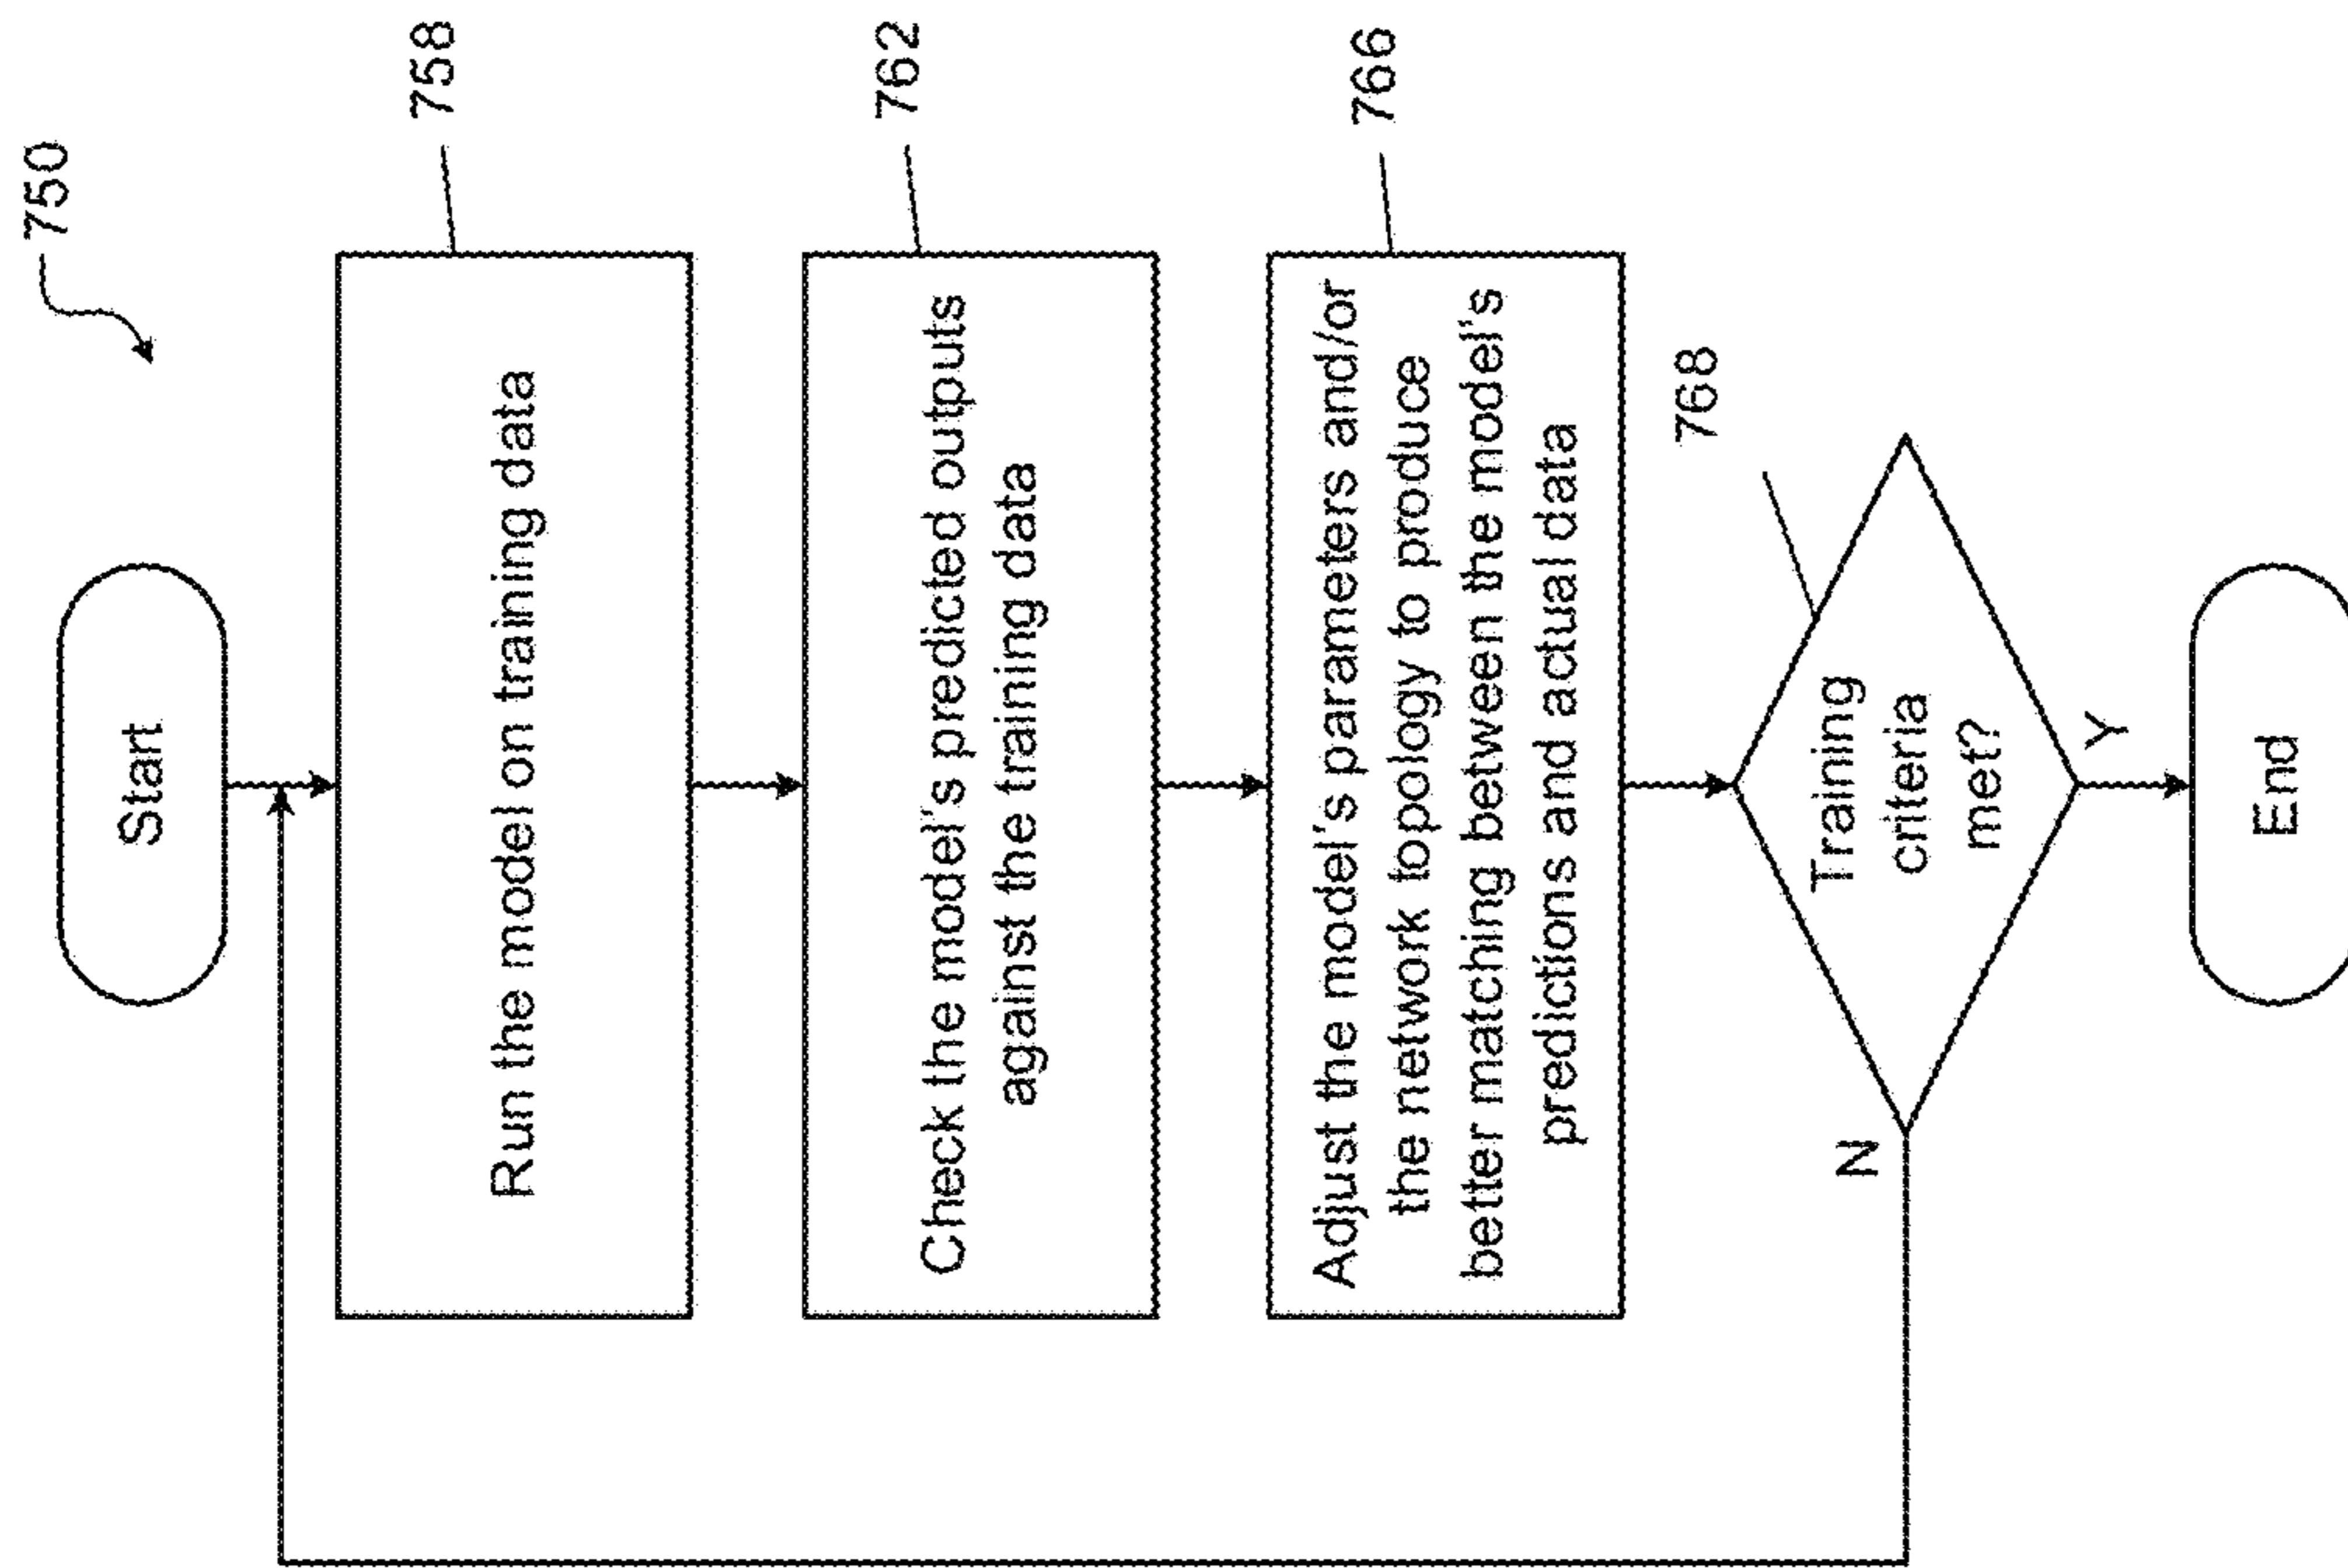 750
Start
Run the model on training data
758
Check the model's predicted outputs
against the training data
762
Adjust the model's parameters and/or
the network topology to produce
better matching between the model's
predictions and actual data
766
Training
criteria
met?
768
N
Y
End